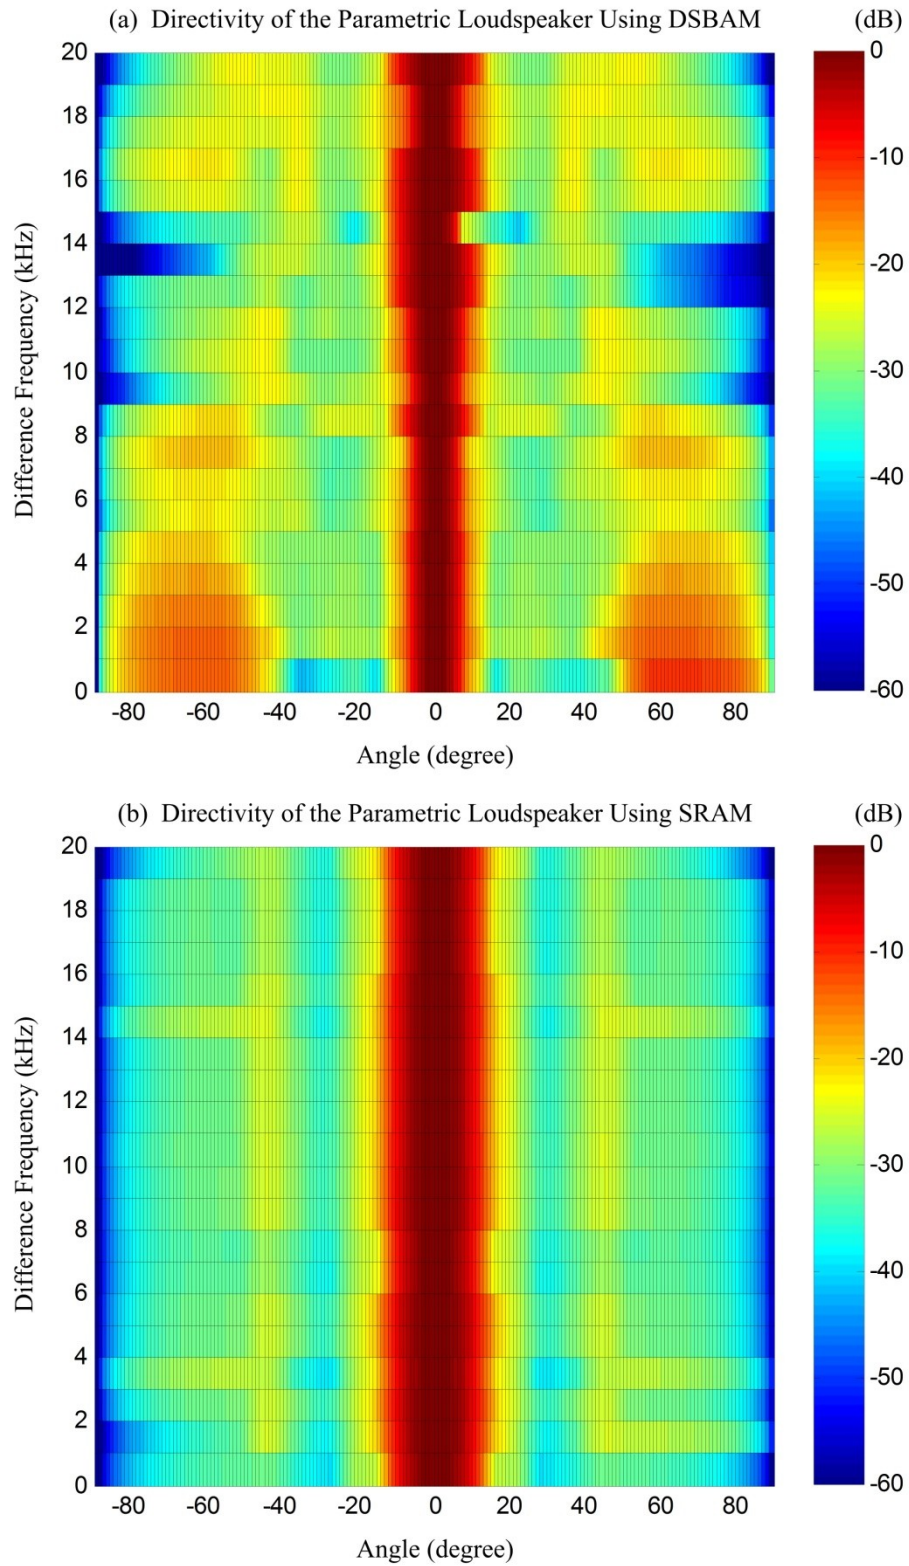 (a) Directivity of the Parametric Loudspeaker Using DSBAM (dB)
20 0
18
16 -10
14
12 -20
Difference Frequency (kHz)
10 -30
8
6 -40
4 -50
2
0 -60
-80 -60 -40 -20 0 20 40 60 80
Angle (degree)
(b) Directivity of the Parametric Loudspeaker Using SRAM (dB)
20 0
18
16 -10
14
12 -20
Difference Frequency (kHz)
10 -30
8
6 -40
4 -50
2
0 -60
-80 -60 -40 -20 0 20 40 60 80
Angle (degree)